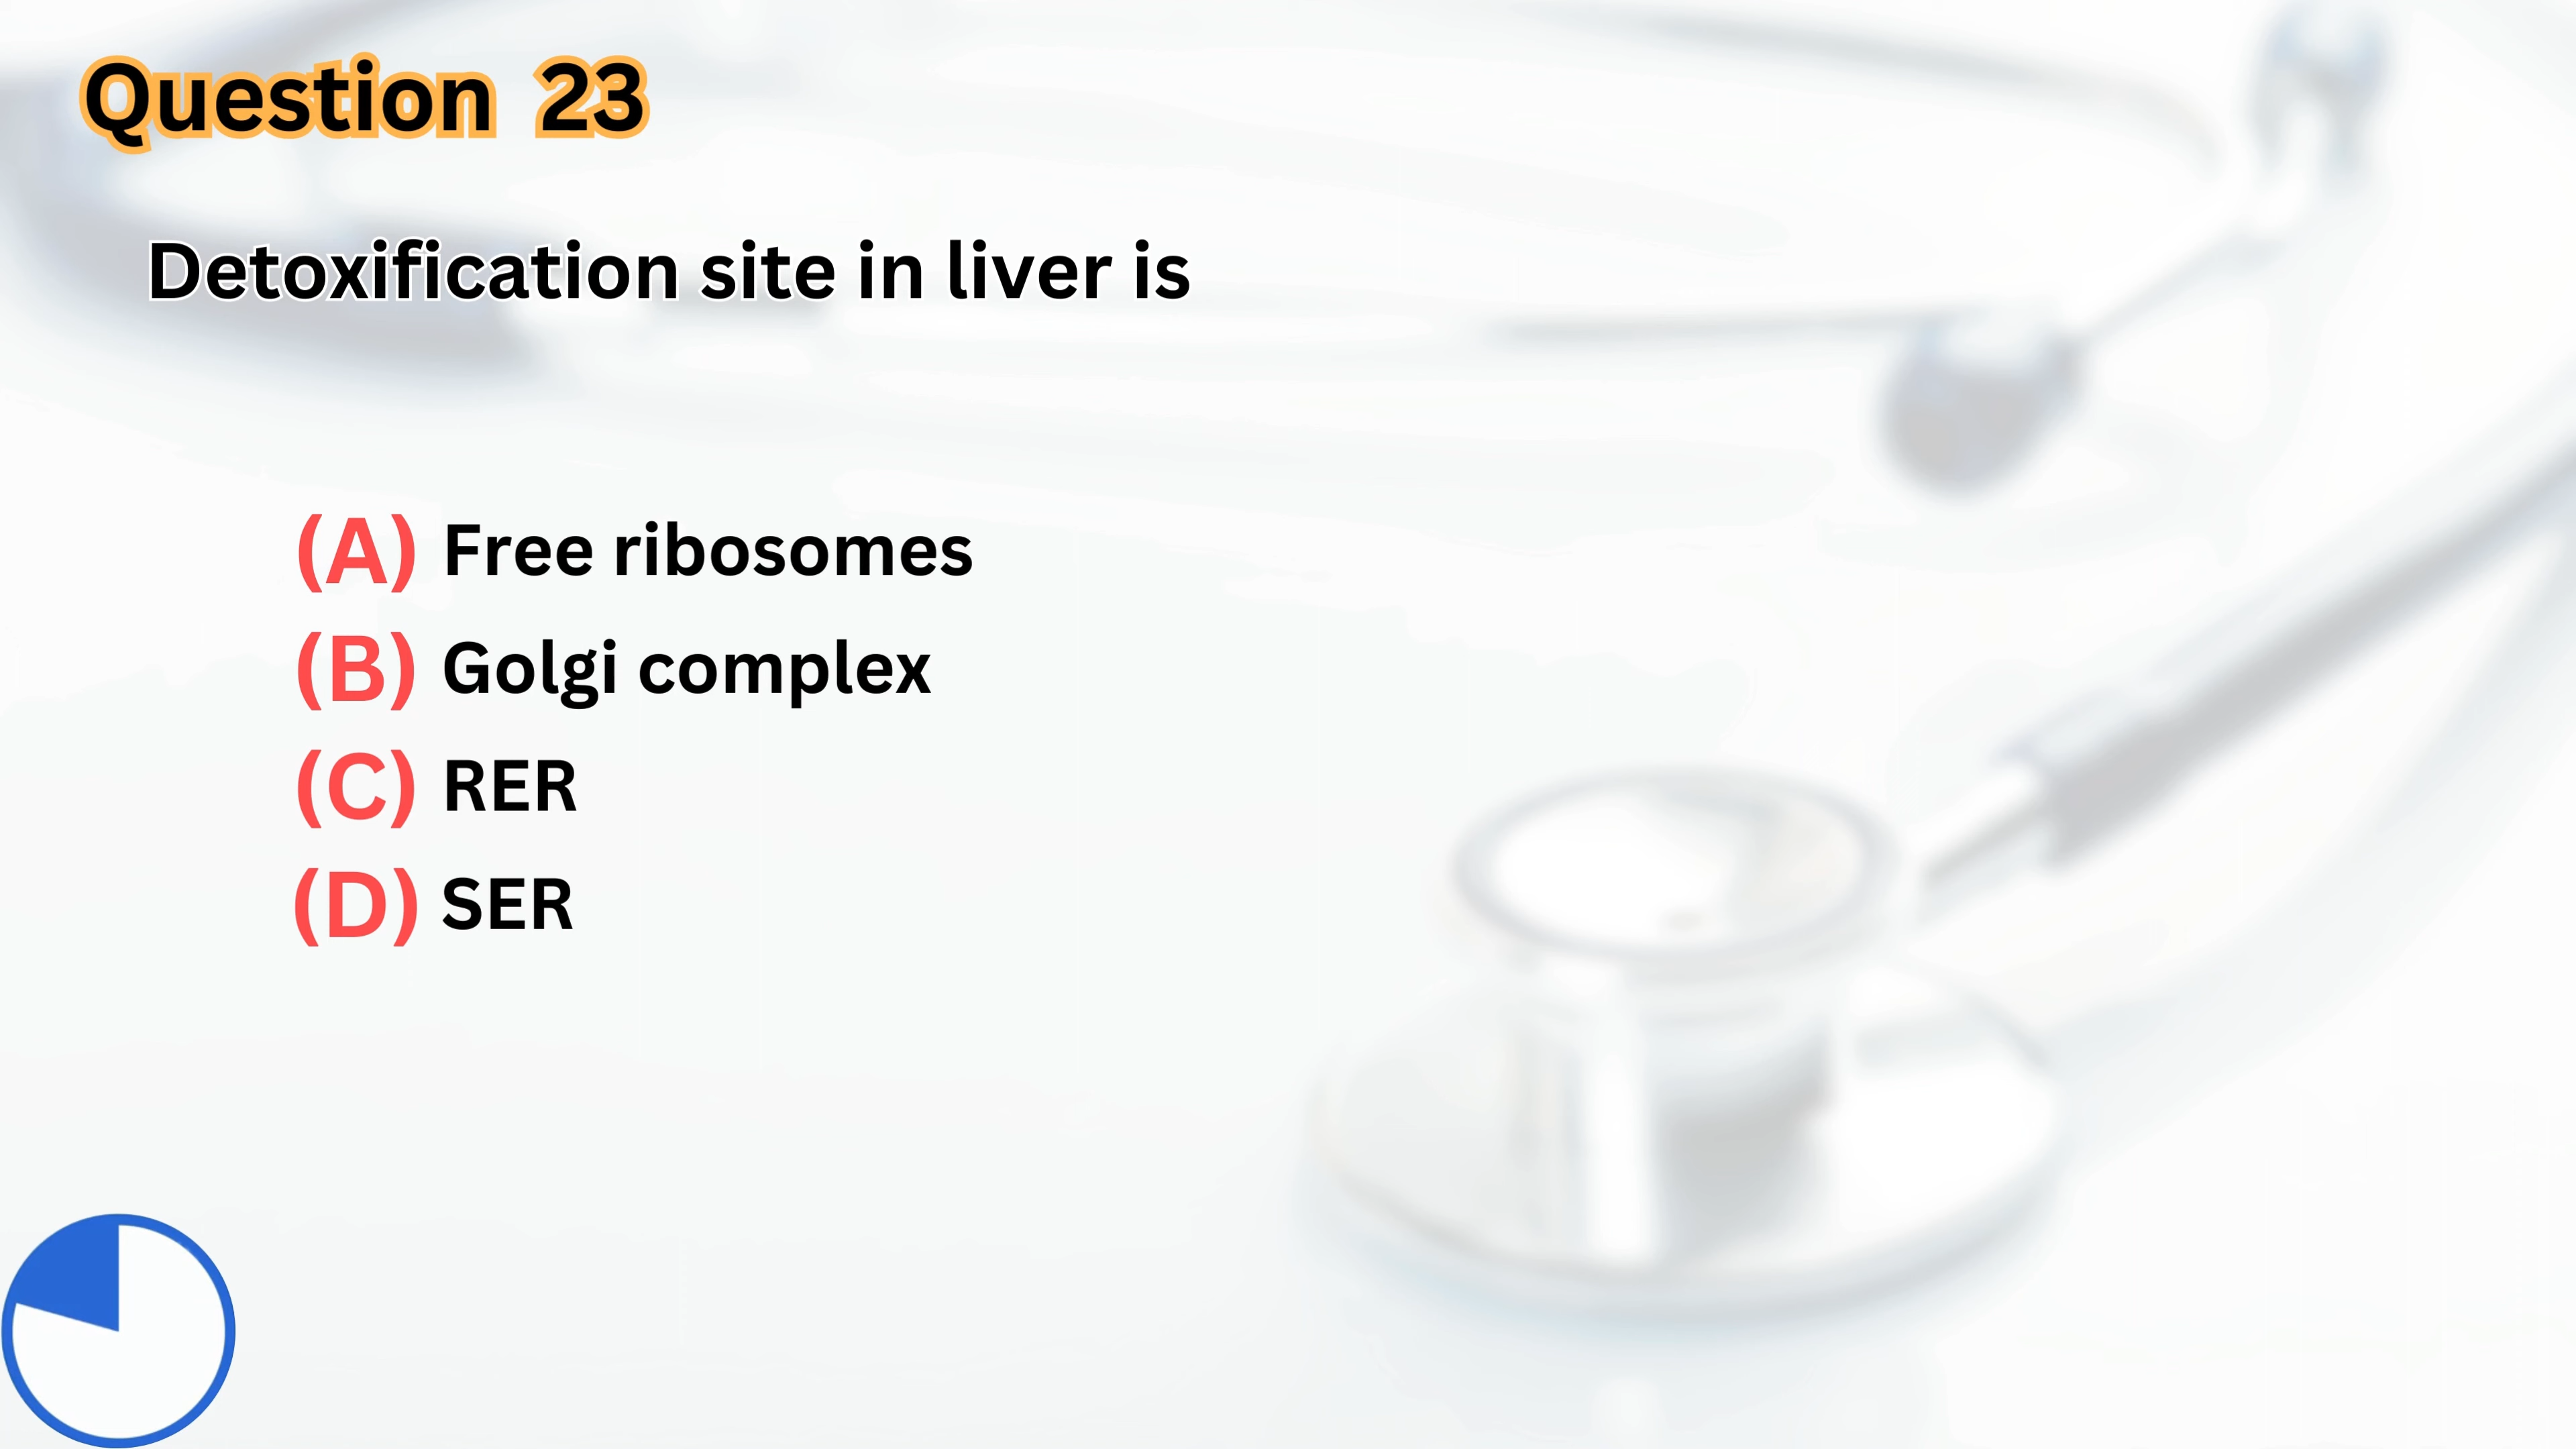 Question 23
Detoxification site in liver is
(A) Free ribosomes
(B) Golgi complex
(C) RER
(D) SER